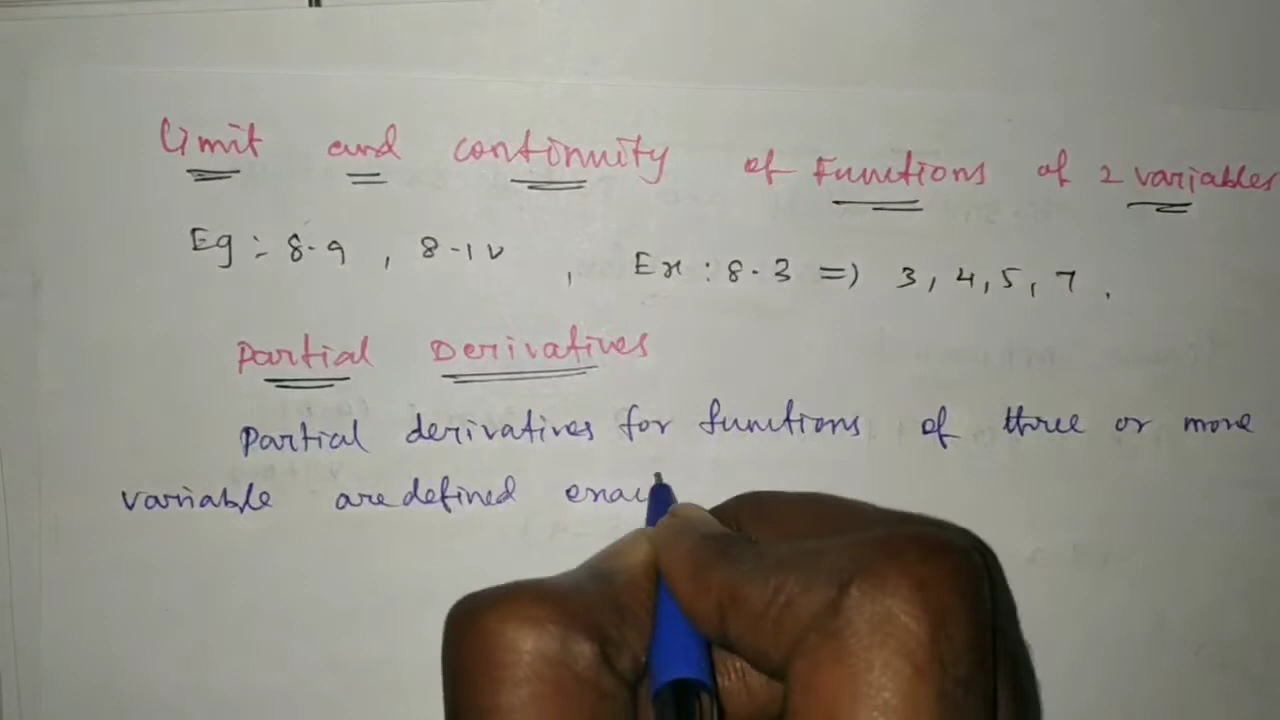 Limit and continuity of Functions of 2 variables
Eg :- 8.9 , 8.10 , Ex : 8.3 => 3, 4, 5, 7 .
Partial Derivatives
Partial derivatives for functions of three or more
variable are defined exac